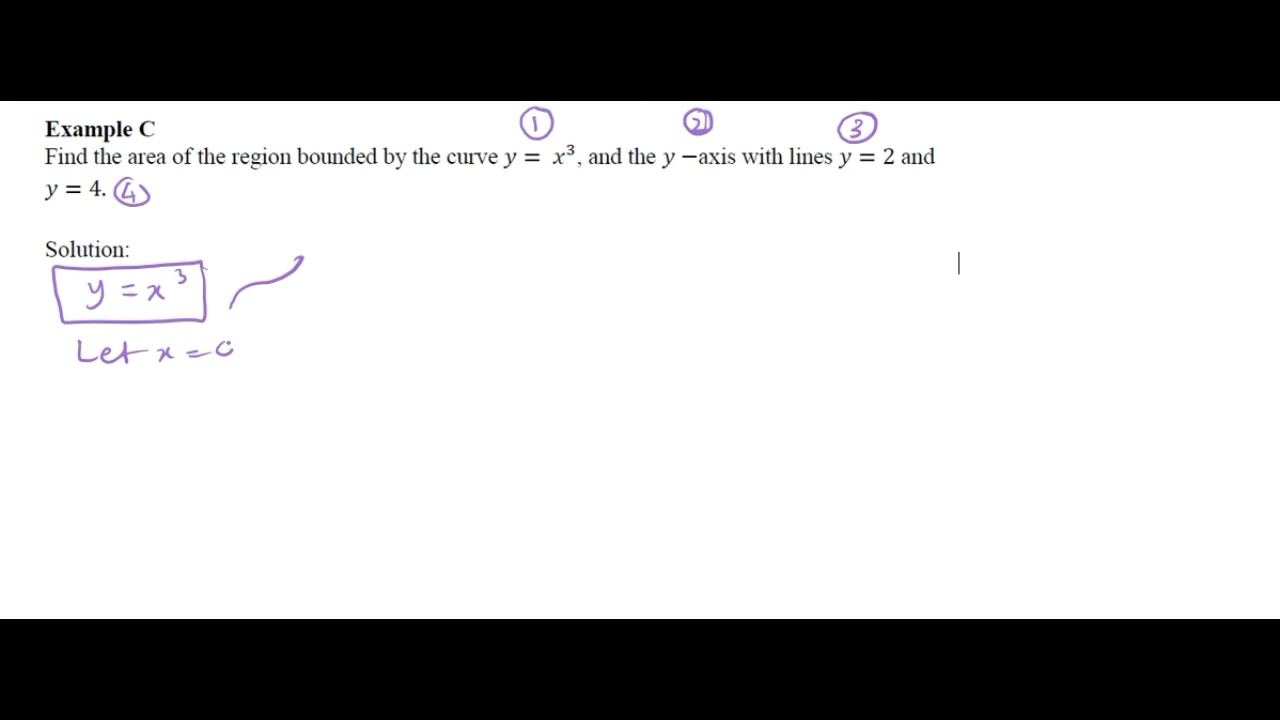 ① ② ③
Example C
Find the area of the region bounded by the curve y = x³, and the y −axis with lines y = 2 and
y = 4. ④
Solution:
y = x³
Let x = 0